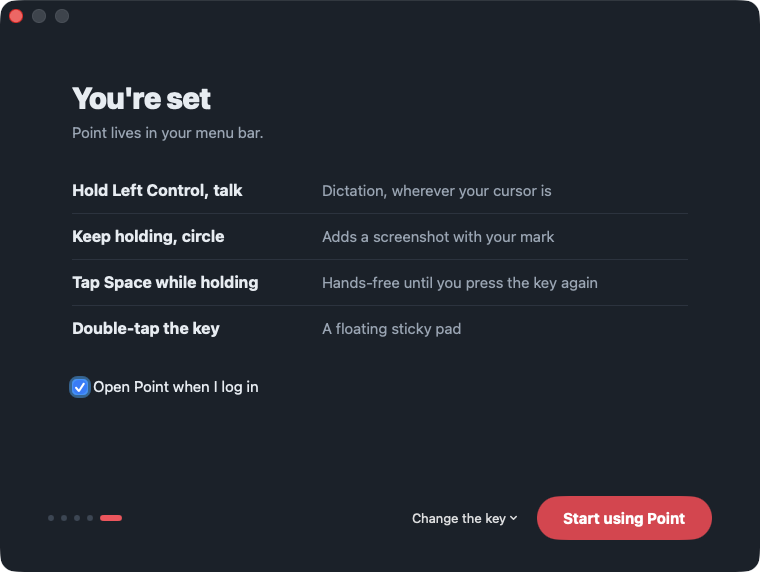 You're set
Point lives in your menu bar.
Hold Left Control, talk
Dictation, wherever your cursor is
Keep holding, circle
Adds a screenshot with your mark
Tap Space while holding
Hands-free until you press the key again
Double-tap the key
A floating sticky pad
Open Point when I log in
Change the key
Start using Point